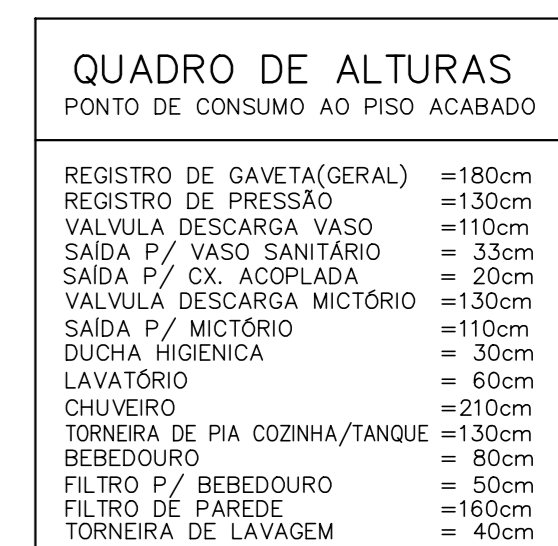 QUADRO DE ALTURAS
PONTO DE CONSUMO AO PISO ACABADO
REGISTRO DE GAVETA(GERAL) =180cm
REGISTRO DE PRESSÃO =130cm
VALVULA DESCARGA VASO =110cm
SAÍDA P/ VASO SANITÁRIO = 33cm
SAÍDA P/ CX. ACOPLADA = 20cm
VALVULA DESCARGA MICTÓRIO =130cm
SAÍDA P/ MICTÓRIO =110cm
DUCHA HIGIENICA = 30cm
LAVATÓRIO = 60cm
CHUVEIRO =210cm
TORNEIRA DE PIA COZINHA/TANQUE =130cm
BEBEDOURO = 80cm
FILTRO P/ BEBEDOURO = 50cm
FILTRO DE PAREDE =160cm
TORNEIRA DE LAVAGEM = 40cm